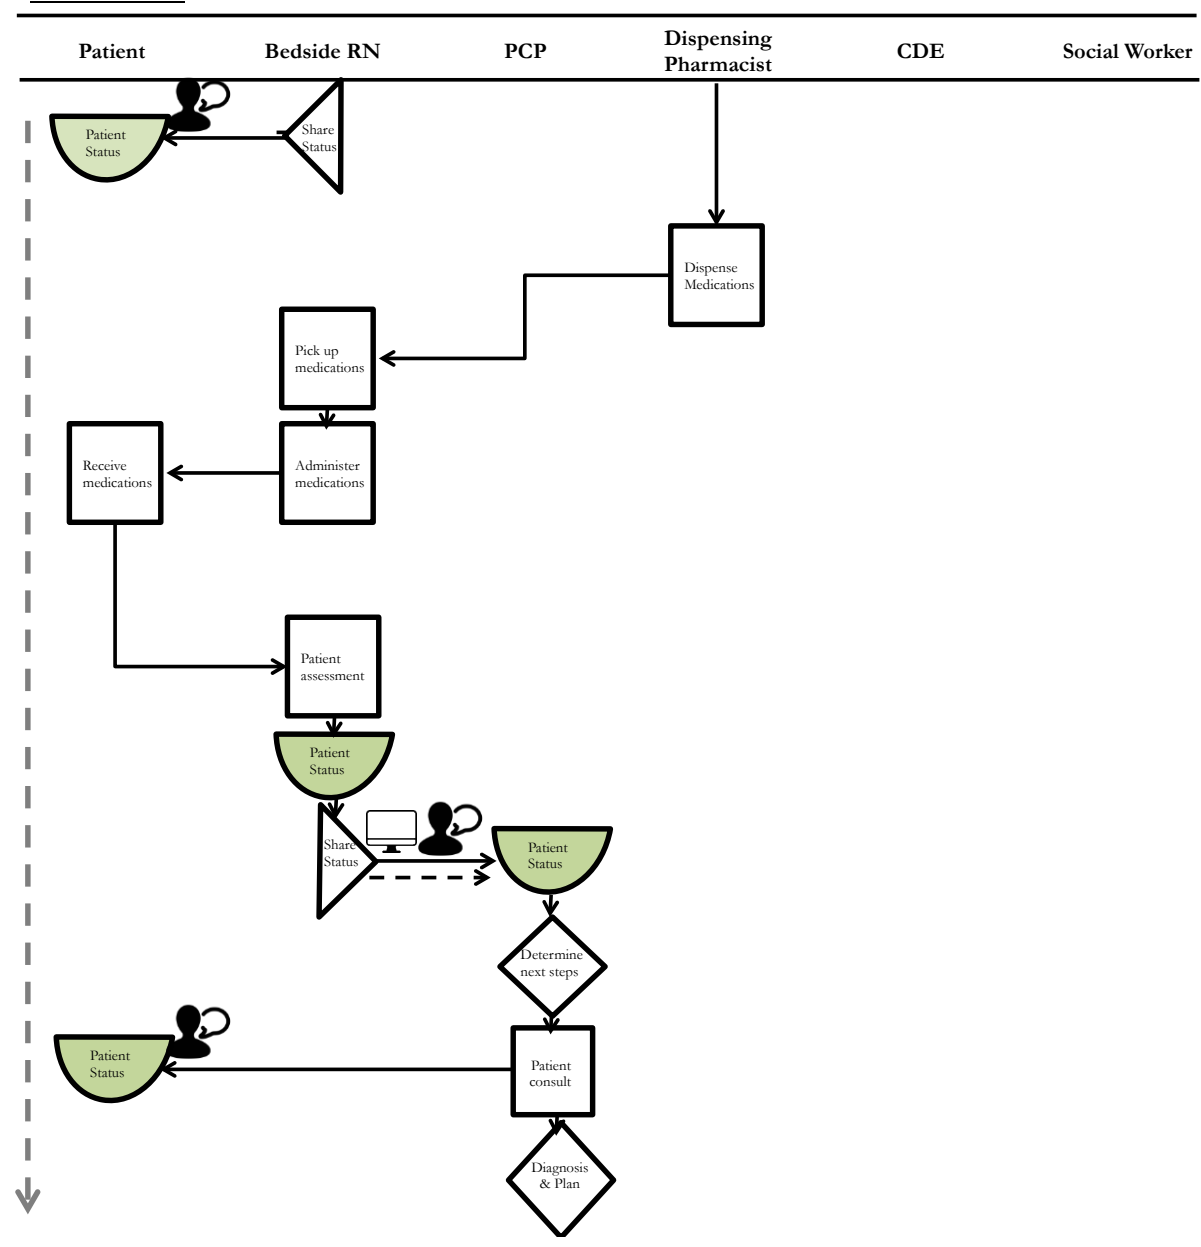 Patient
Bedside RN
PCP
Dispensing
Pharmacist
CDE
Social Worker
Patient
Status
Share
Status
Dispense
Medications
Pick up
medications
Receive
medications
Administer
medications
Patient
assessment
Patient
Status
Share
Status
Patient
Status
Determine
next steps
Patient
Status
Patient
consult
Diagnosis
& Plan